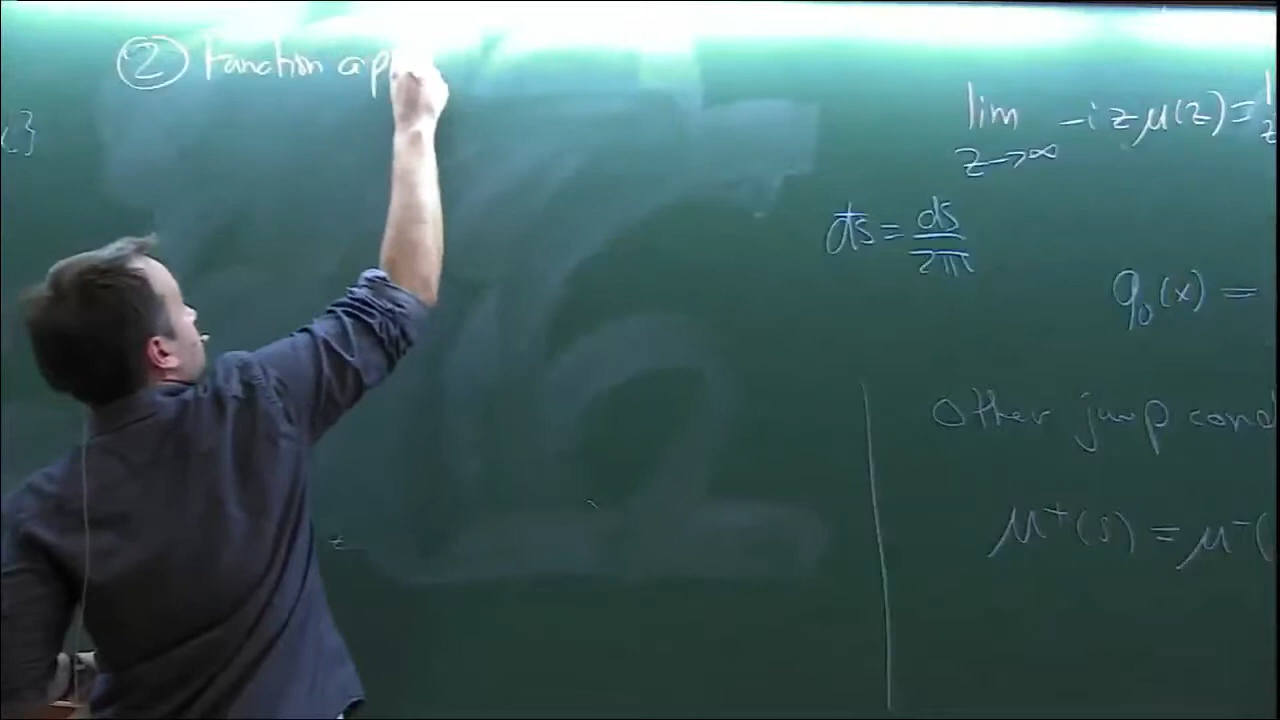 ② Function ap
x}
lim -izμ(z)=
z→∞
đs = ds/2π
q₀(x) =
Other jump cond
μ⁺(s) = μ⁻(